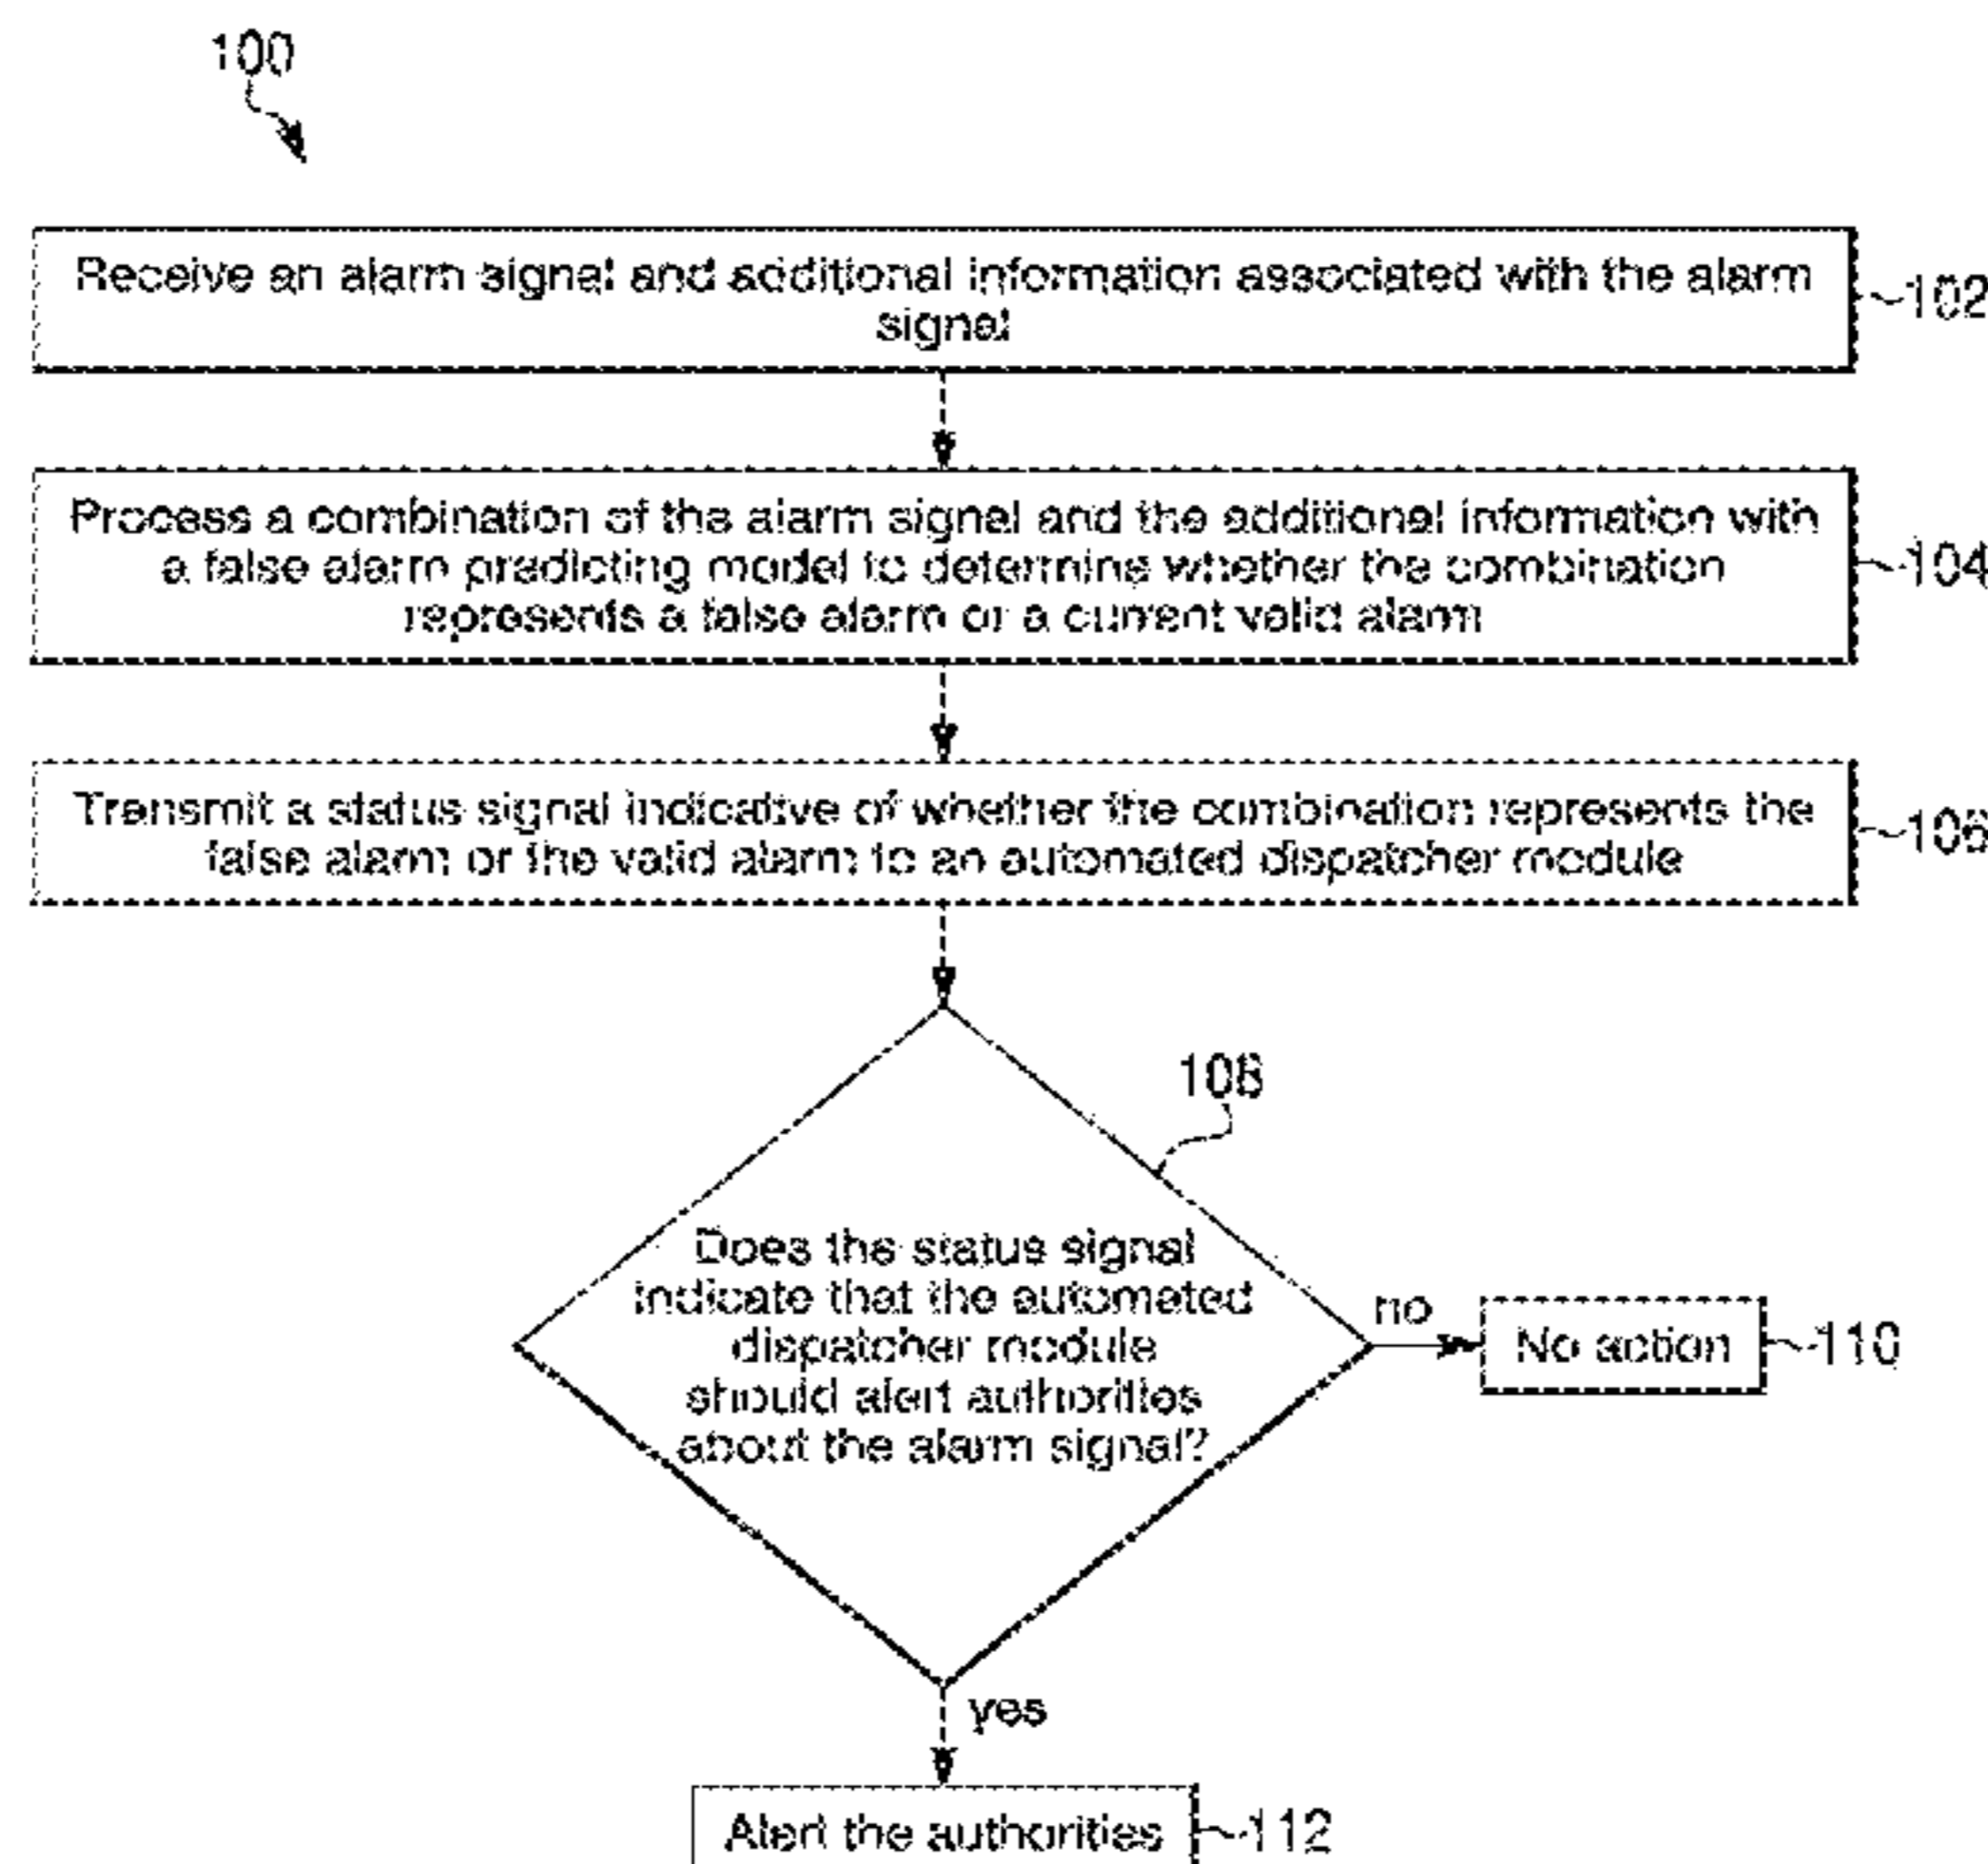 100
Receive an alarm signal and additional information associated with the alarm
signal
102
Process a combination of the alarm signal and the additional information with
a false alarm predicting model to determine whether the combination
represents a false alarm or a current valid alarm
104
Transmit a status signal indicative of whether the combination represents the
false alarm or the valid alarm to an automated dispatcher module
106
108
Does the status signal
indicate that the automated
dispatcher module
should alert authorities
about the alarm signal?
no
No action
110
yes
Alert the authorities
112